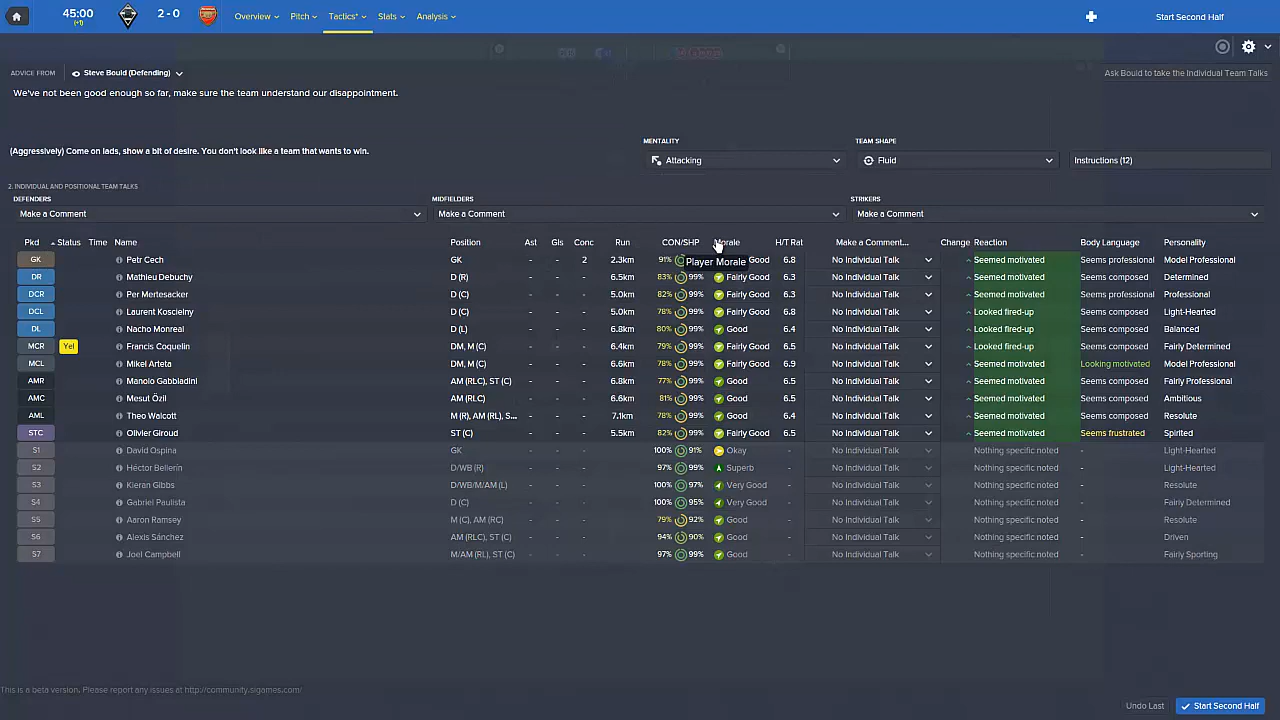 45:00 2 - 0 Overview Pitch Tactics* Stats Analysis Start Second Half
(+1)
ADVICE FROM Steve Bould (Defending) Ask Bould to take the Individual Team Talks
We've not been good enough so far, make sure the team understand our disappointment.
MENTALITY TEAM SHAPE
(Aggressively) Come on lads, show a bit of desire. You don't look like a team that wants to win.
Attacking Fluid Instructions (12)
2. INDIVIDUAL AND POSITIONAL TEAM TALKS
DEFENDERS MIDFIELDERS STRIKERS
Make a Comment Make a Comment Make a Comment
Pkd Status Time Name Position Ast Gls Conc Run CON/SHP Morale H/T Rat Make a Comment... Change Reaction Body Language Personality
GK Petr Cech GK - - 2 2.3km 91% Good 6.8 No Individual Talk Seemed motivated Seems professional Model Professional
Player Morale
DR Mathieu Debuchy D (R) - - - 6.5km 83% 99% Fairly Good 6.3 No Individual Talk Seemed motivated Seems composed Determined
DCR Per Mertesacker D (C) - - - 5.0km 82% 99% Fairly Good 6.3 No Individual Talk Seemed motivated Seems professional Professional
DCL Laurent Koscielny D (C) - - - 5.0km 78% 99% Fairly Good 6.8 No Individual Talk Looked fired-up Seems composed Light-Hearted
DL Nacho Monreal D (L) - - - 6.8km 80% 99% Good 6.4 No Individual Talk Looked fired-up Seems composed Balanced
MCR Yel Francis Coquelin DM, M (C) - - - 6.4km 79% 99% Fairly Good 6.5 No Individual Talk Looked fired-up Seems composed Fairly Determined
MCL Mikel Arteta DM, M (C) - - - 6.6km 78% 99% Fairly Good 6.9 No Individual Talk Seemed motivated Looking motivated Model Professional
AMR Manolo Gabbiadini AM (RLC), ST (C) - - - 6.8km 77% 99% Good 6.5 No Individual Talk Seemed motivated Seems composed Fairly Professional
AMC Mesut Özil AM (RLC) - - - 6.6km 81% 99% Good 6.5 No Individual Talk Seemed motivated Seems composed Ambitious
AML Theo Walcott M (R), AM (RL), S... - - - 7.1km 78% 99% Good 6.4 No Individual Talk Seemed motivated Seems composed Resolute
STC Olivier Giroud ST (C) - - - 5.5km 82% 99% Fairly Good 6.5 No Individual Talk Seemed motivated Seems frustrated Spirited
S1 David Ospina GK - - - 100% 91% Okay - No Individual Talk Nothing specific noted - Light-Hearted
S2 Héctor Bellerín D/WB (R) - - - 97% 99% Superb - No Individual Talk Nothing specific noted - Light-Hearted
S3 Kieran Gibbs D/WB/M/AM (L) - - - 100% 97% Very Good - No Individual Talk Nothing specific noted - Resolute
S4 Gabriel Paulista D (C) - - - 100% 95% Very Good - No Individual Talk Nothing specific noted - Fairly Determined
S5 Aaron Ramsey M (C), AM (RC) - - - 79% 92% Good - No Individual Talk Nothing specific noted - Resolute
S6 Alexis Sánchez AM (RLC), ST (C) - - - 94% 90% Good - No Individual Talk Nothing specific noted - Driven
S7 Joel Campbell M/AM (RL), ST (C) - - - 97% 99% Good - No Individual Talk Nothing specific noted - Fairly Sporting
This is a beta version. Please report any issues at http://community.sigames.com/
Undo Last Start Second Half